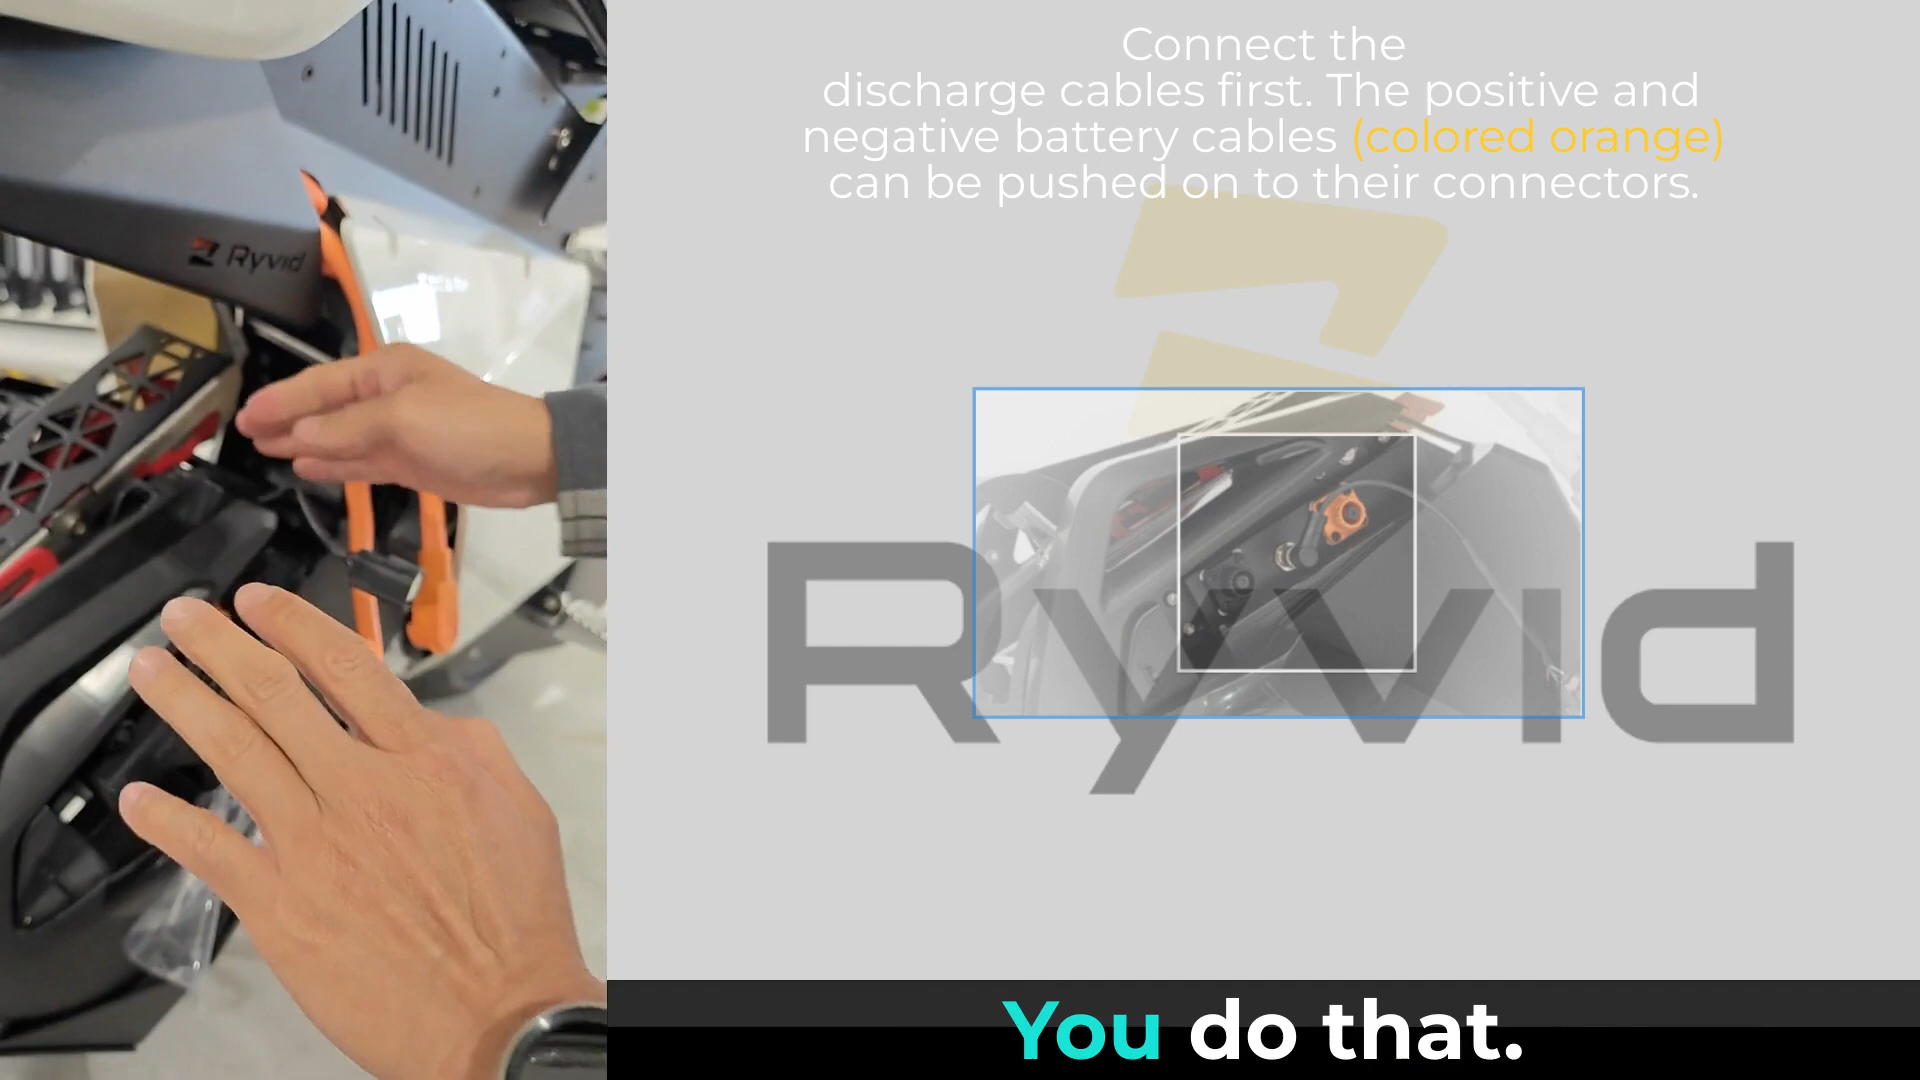 Connect the
discharge cables first. The positive and
negative battery cables (colored orange)
can be pushed on to their connectors.
Ryvid
Ryvid
You do that.